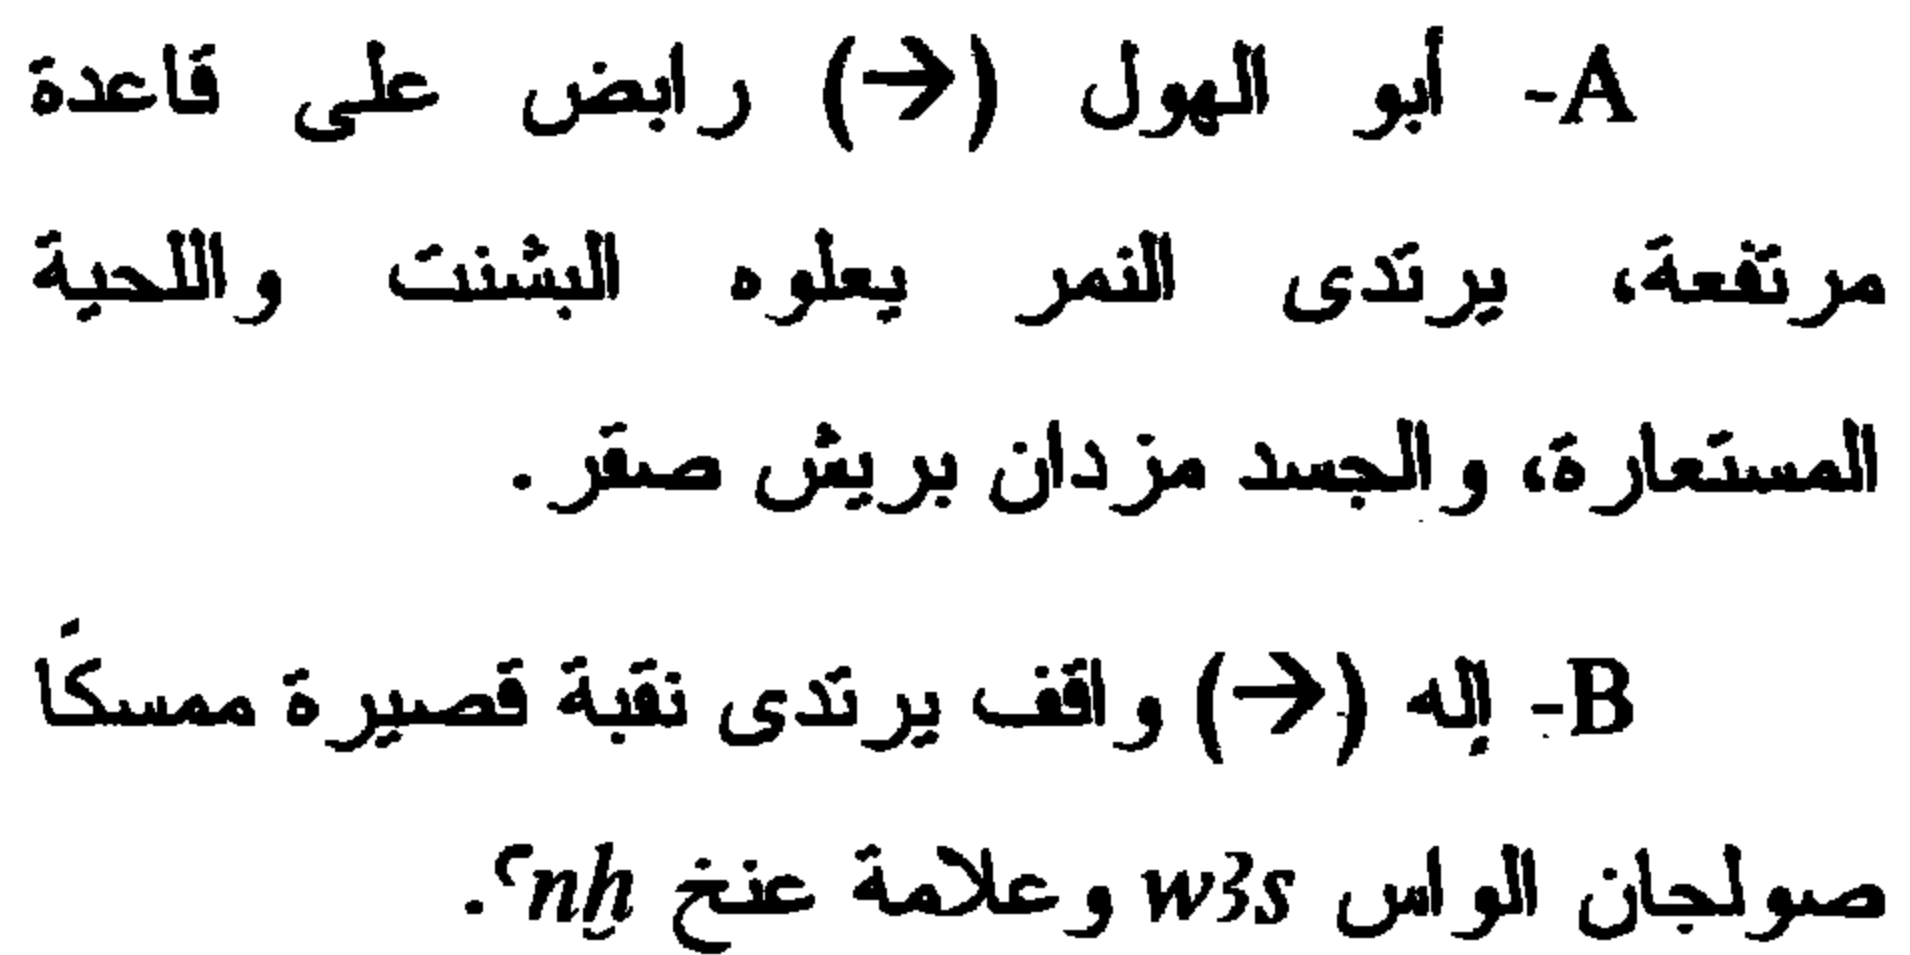 A- أبو الهول (→) رابض على قاعدة
مرتفعة، يرتدى النمر يعلوه البشنت واللحية
المستعارة، والجسد مزدان بريش صقر.
B- إله (→) واقف يرتدى نقبة قصيرة ممسكًا
صولجان الواس wꜣs وعلامة عنخ ꜥnḫ.